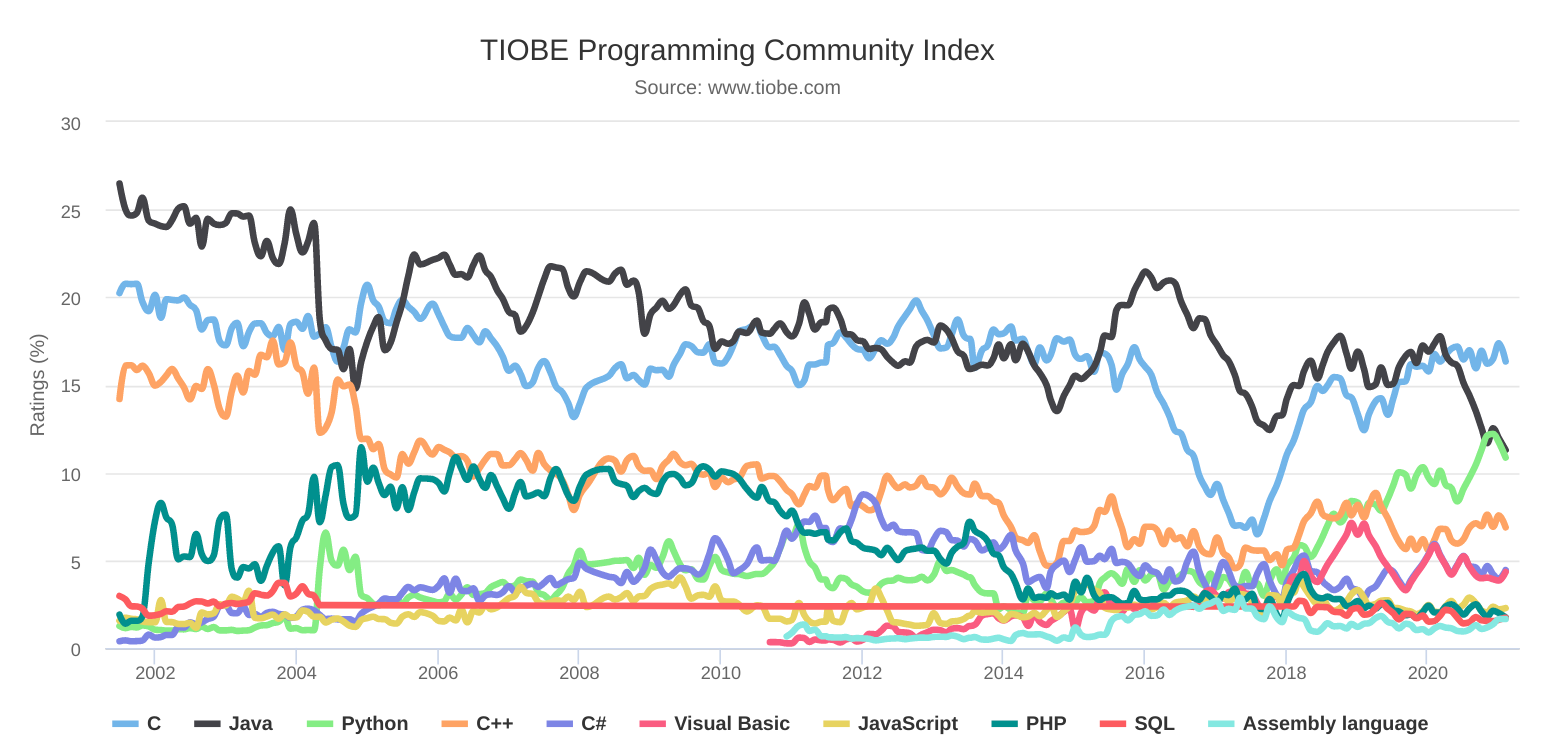 TIOBE Programming Community Index
Source: www.tiobe.com
Ratings (%)
30
25
20
15
10
5
0
2002 2004 2006 2008 2010 2012 2014 2016 2018 2020
C Java Python C++ C# Visual Basic JavaScript PHP SQL Assembly language